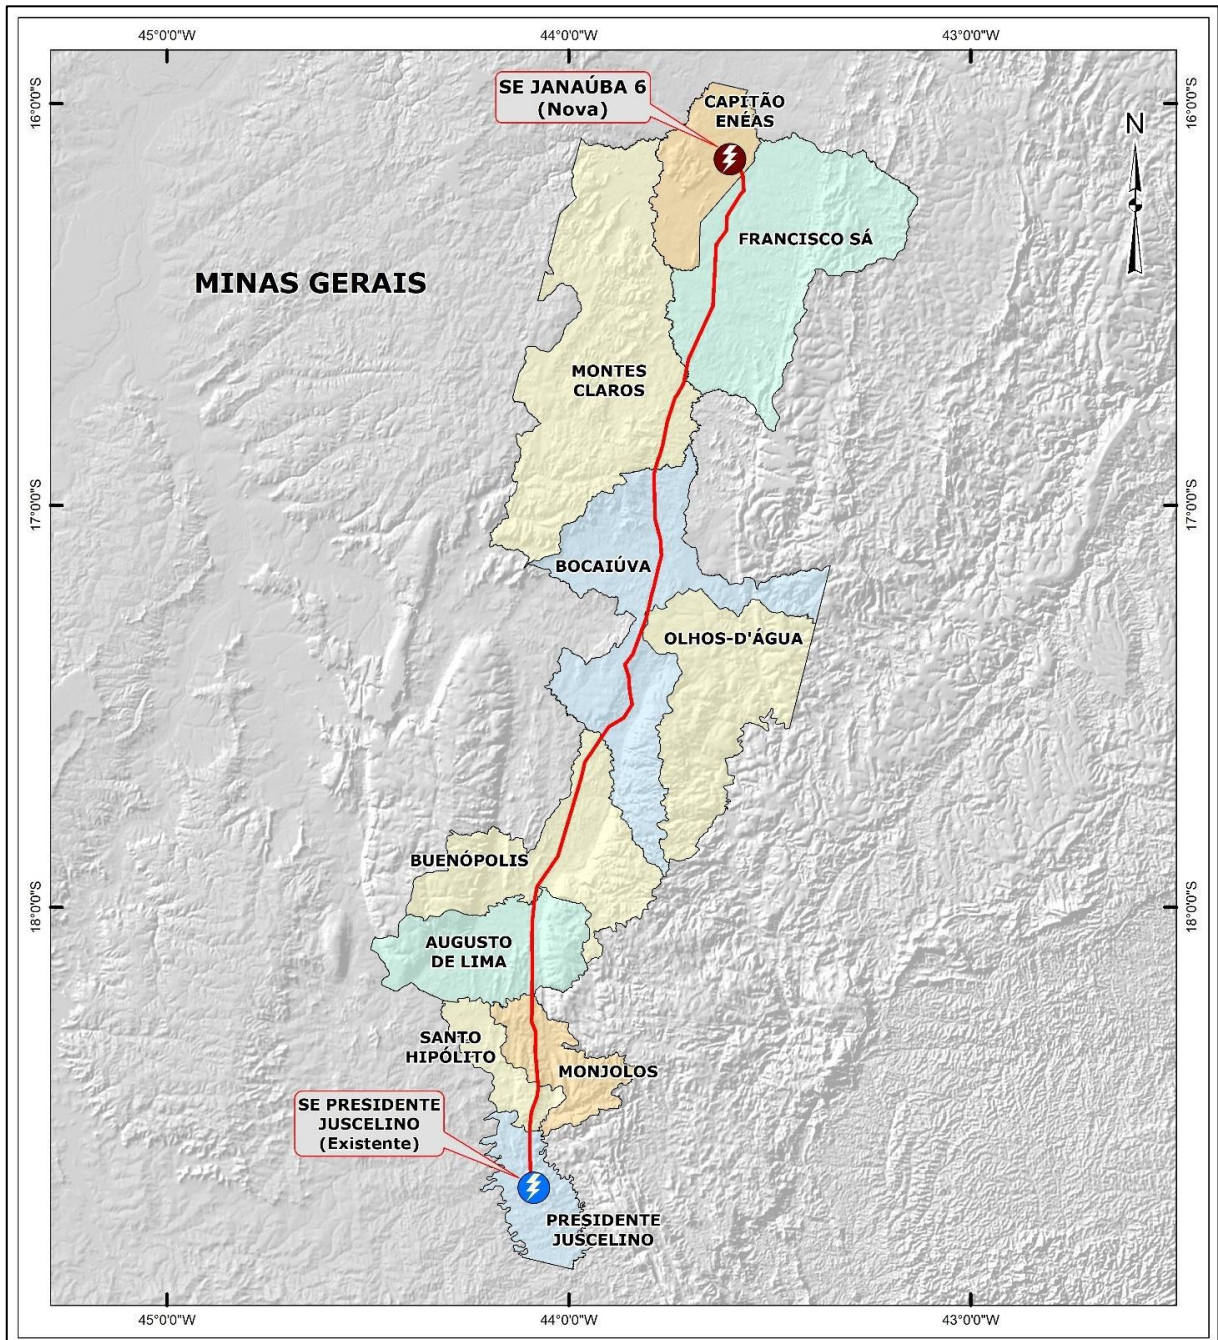 45°0'0"W
44°0'0"W
43°0'0"W
16°0'0"S
16°0'0"S
SE JANAÚBA 6
(Nova)
CAPITÃO
ENÉAS
N
FRANCISCO SÁ
MINAS GERAIS
MONTES
CLAROS
17°0'0"S
17°0'0"S
BOCAIÚVA
OLHOS-D'ÁGUA
BUENÓPOLIS
18°0'0"S
18°0'0"S
AUGUSTO
DE LIMA
SANTO
HIPÓLITO
MONJOLOS
SE PRESIDENTE
JUSCELINO
(Existente)
PRESIDENTE
JUSCELINO
45°0'0"W
44°0'0"W
43°0'0"W